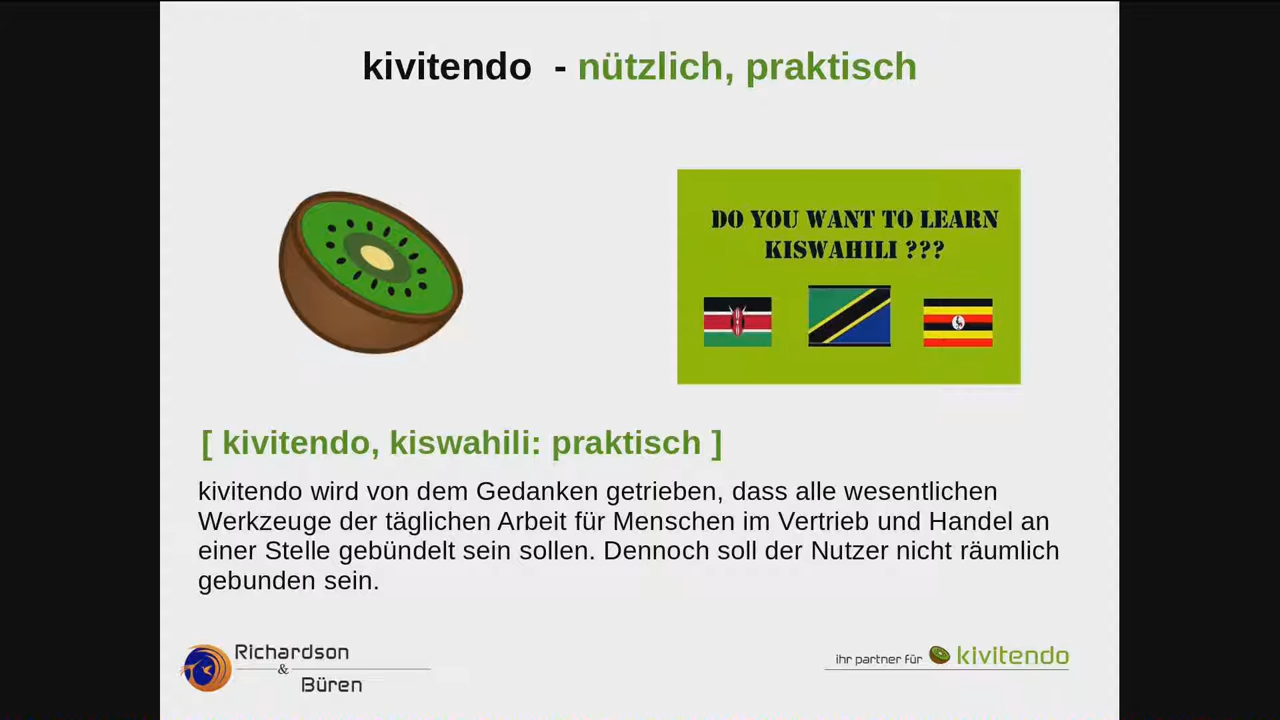 kivitendo - nützlich, praktisch
DO YOU WANT TO LEARN
KISWAHILI ???
[ kivitendo, kiswahili: praktisch ]
kivitendo wird von dem Gedanken getrieben, dass alle wesentlichen
Werkzeuge der täglichen Arbeit für Menschen im Vertrieb und Handel an
einer Stelle gebündelt sein sollen. Dennoch soll der Nutzer nicht räumlich
gebunden sein.
Richardson
&
Büren
ihr partner für kivitendo